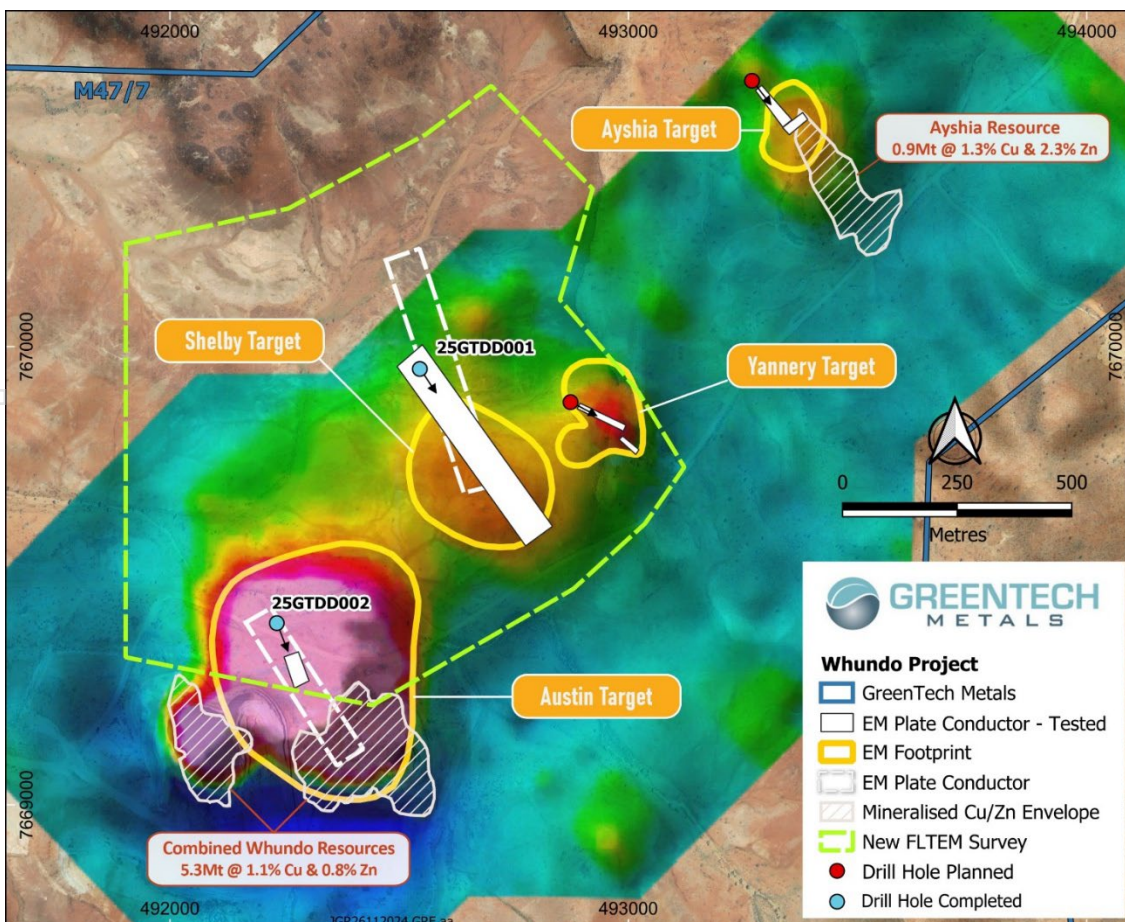 492000
493000
494000
M47/7
Ayshia Target
Ayshia Resource
0.9Mt @ 1.3% Cu & 2.3% Zn
7670000
7670000
Shelby Target
25GTDD001
Yannery Target
0
250
500
Metres
25GTDD002
Austin Target
7669000
Combined Whundo Resources
5.3Mt @ 1.1% Cu & 0.8% Zn
GREENTECH
METALS
Whundo Project
GreenTech Metals
EM Plate Conductor - Tested
EM Footprint
EM Plate Conductor
Mineralised Cu/Zn Envelope
New FLTEM Survey
Drill Hole Planned
Drill Hole Completed
492000
493000